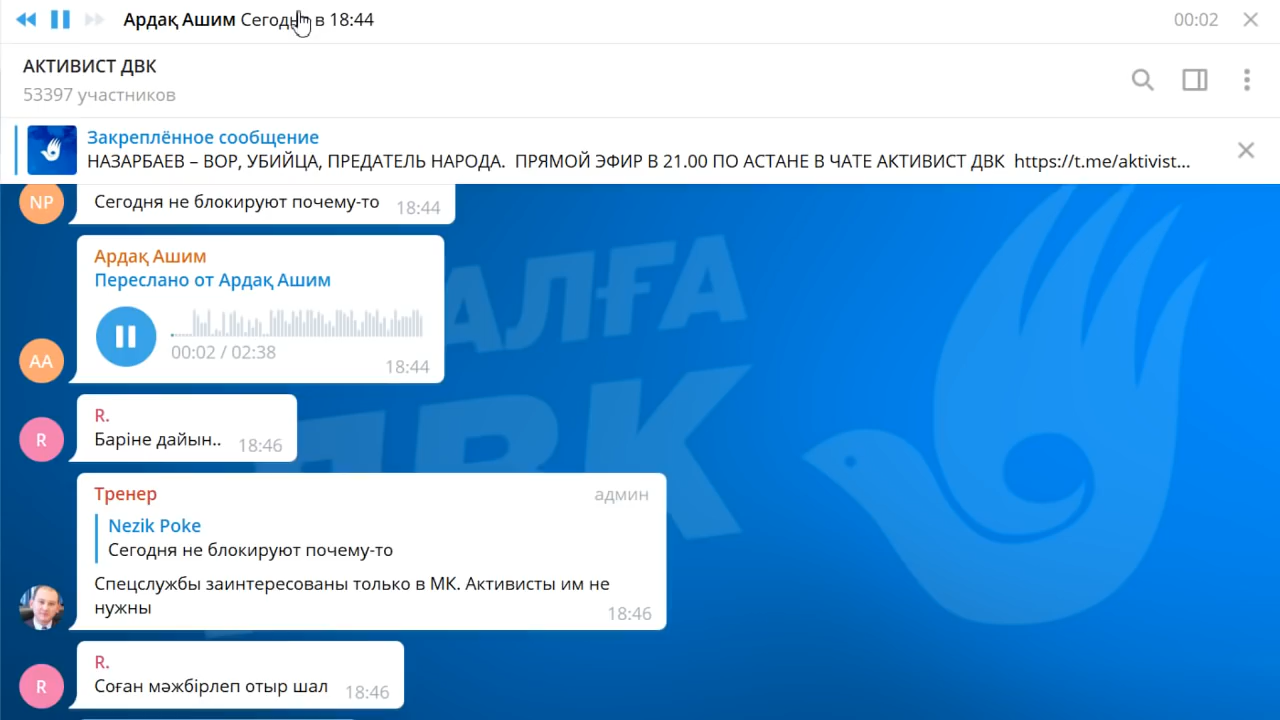 Ардақ Ашим Сегодня в 18:44
00:02
АКТИВИСТ ДВК
53397 участников
Закреплённое сообщение
НАЗАРБАЕВ – ВОР, УБИЙЦА, ПРЕДАТЕЛЬ НАРОДА. ПРЯМОЙ ЭФИР В 21.00 ПО АСТАНЕ В ЧАТЕ АКТИВИСТ ДВК https://t.me/aktivist...
NP
Сегодня не блокируют почему-то
18:44
Ардақ Ашим
Переслано от Ардақ Ашим
00:02 / 02:38
18:44
AA
R.
Баріне дайын..
18:46
R
Тренер
админ
Nezik Poke
Сегодня не блокируют почему-то
Спецслужбы заинтересованы только в МК. Активисты им не
нужны
18:46
R.
Соған мәжбірлеп отыр шал
18:46
R
АЛҒА
ДВК